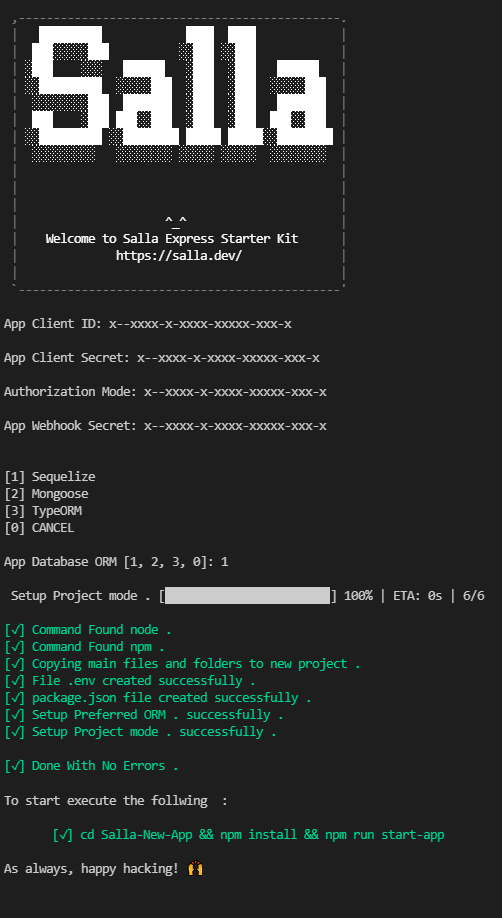 Salla
^_^
Welcome to Salla Express Starter Kit
https://salla.dev/
App Client ID: x--xxxx-x-xxxx-xxxxx-xxx-x
App Client Secret: x--xxxx-x-xxxx-xxxxx-xxx-x
Authorization Mode: x--xxxx-x-xxxx-xxxxx-xxx-x
App Webhook Secret: x--xxxx-x-xxxx-xxxxx-xxx-x
[1] Sequelize
[2] Mongoose
[3] TypeORM
[0] CANCEL
App Database ORM [1, 2, 3, 0]: 1
Setup Project mode . [ ] 100% | ETA: 0s | 6/6
[✓] Command Found node .
[✓] Command Found npm .
[✓] Copying main files and folders to new project .
[✓] File .env created successfully .
[✓] package.json file created successfully .
[✓] Setup Preferred ORM . successfully .
[✓] Setup Project mode . successfully .
[✓] Done With No Errors .
To start execute the follwing  :
[✓] cd Salla-New-App && npm install && npm run start-app
As always, happy hacking! 🙌